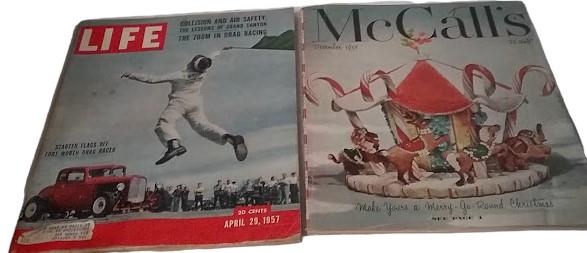 LIFE
COLLISION AND AIR SAFETY:
THE LESSONS OF GRAND CANYON
THE ZOOM IN DRAG RACING
STARTER FLAGS OFF
FORT WORTH DRAG RACER
20 CENTS
APRIL 29, 1957
McCall's
December
Make Yours a Merry-Go-Round Christmas
SEE PAGE